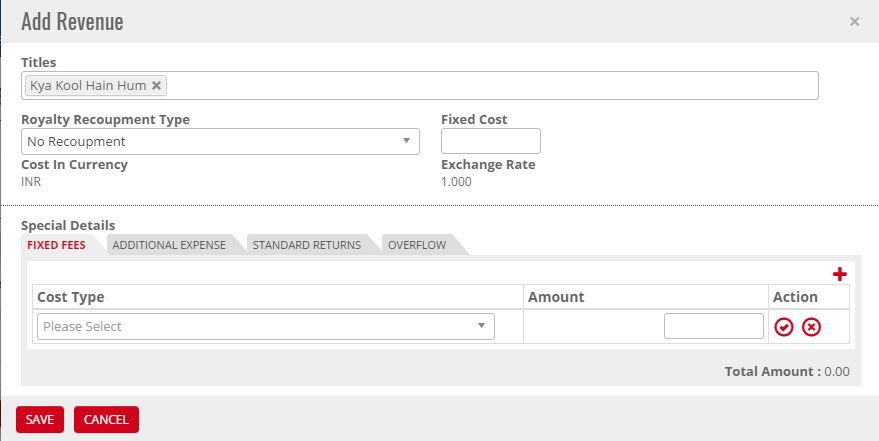 Add Revenue ×
Titles
Kya Kool Hain Hum ×
Royalty Recoupment Type Fixed Cost
No Recoupment
Cost In Currency Exchange Rate
INR 1.000
Special Details
FIXED FEES ADDITIONAL EXPENSE STANDARD RETURNS OVERFLOW
Cost Type Amount Action
Please Select
Total Amount : 0.00
SAVE CANCEL